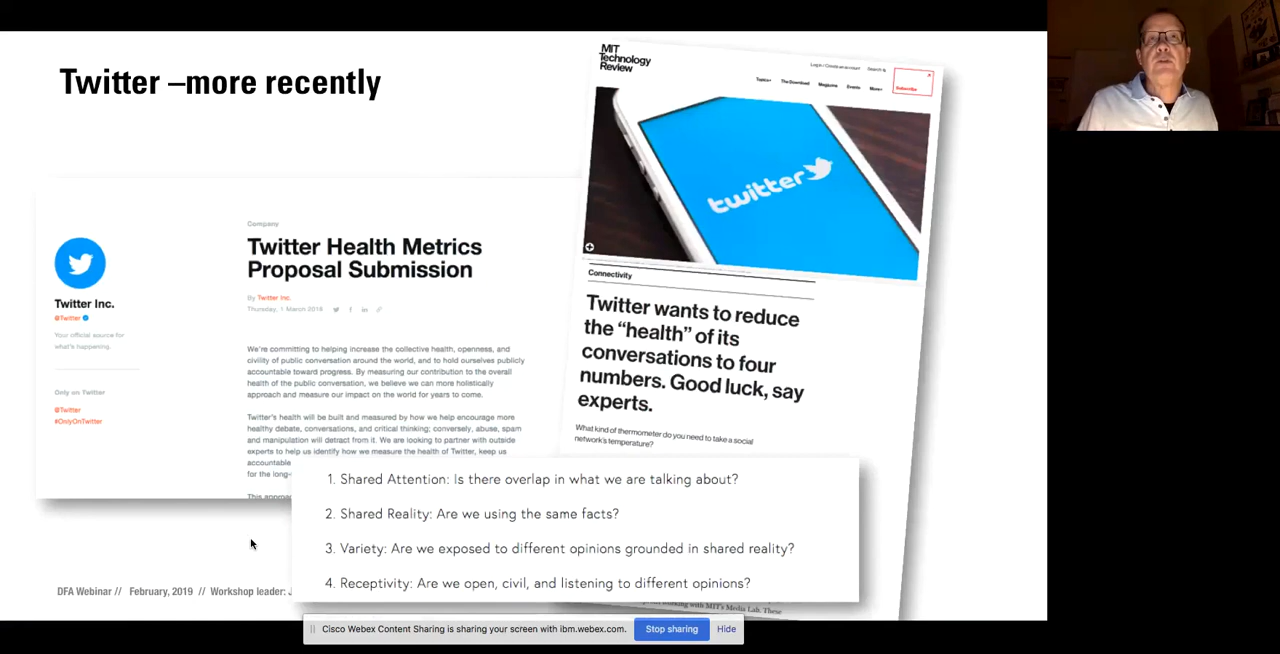 Twitter –more recently
Twitter Inc.
@Twitter
Your official source for
what's happening.
Only on Twitter
@Twitter
#OnlyOnTwitter
Company
Twitter Health Metrics
Proposal Submission
By Twitter Inc.
Thursday, 1 March 2018
We're committed to helping increase the collective health, openness, and
civility of public conversation around the world, and to hold ourselves publicly
accountable toward progress. By measuring our contribution to the overall
health of the public conversation, we believe we can more holistically
approach and measure our impact on the world for years to come.
Twitter's health will be built and measured by how we help encourage more
healthy debate, conversations, and critical thinking; conversely, abuse, spam
and manipulation will detract from it. We are looking to partner with outside
experts to help us identify how we measure the health of Twitter, keep us
accountable
for the long-
MIT
Technology
Review
Log in / Create an account Search
Topics+ The Download Magazine Events More+
Subscribe
twitter
Connectivity
Twitter wants to reduce
the “health” of its
conversations to four
numbers. Good luck, say
experts.
What kind of thermometer do you need to take a social
network's temperature?
1. Shared Attention: Is there overlap in what we are talking about?
2. Shared Reality: Are we using the same facts?
3. Variety: Are we exposed to different opinions grounded in shared reality?
4. Receptivity: Are we open, civil, and listening to different opinions?
working with MIT's Media Lab. These
DFA Webinar // February, 2019 // Workshop leader: J
Cisco Webex Content Sharing is sharing your screen with ibm.webex.com. Stop sharing Hide